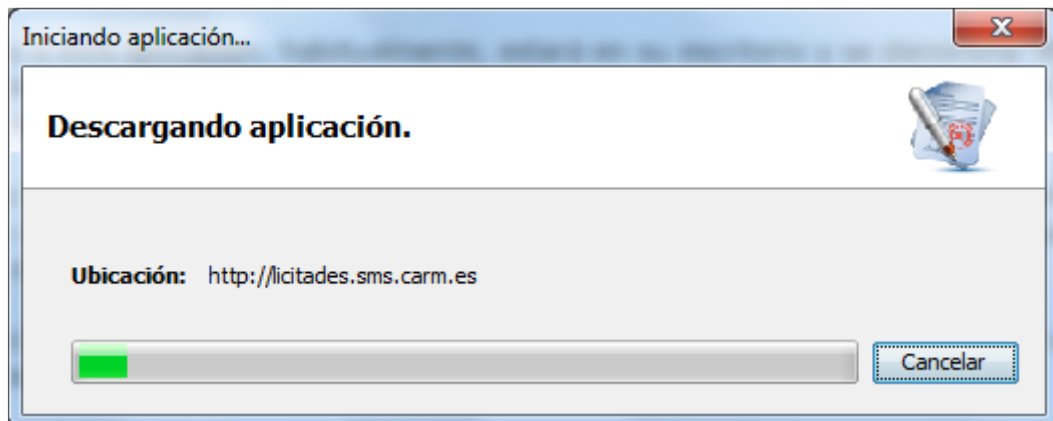 Iniciando aplicación...
Descargando aplicación.
Ubicación: http://licitades.sms.carm.es
Cancelar